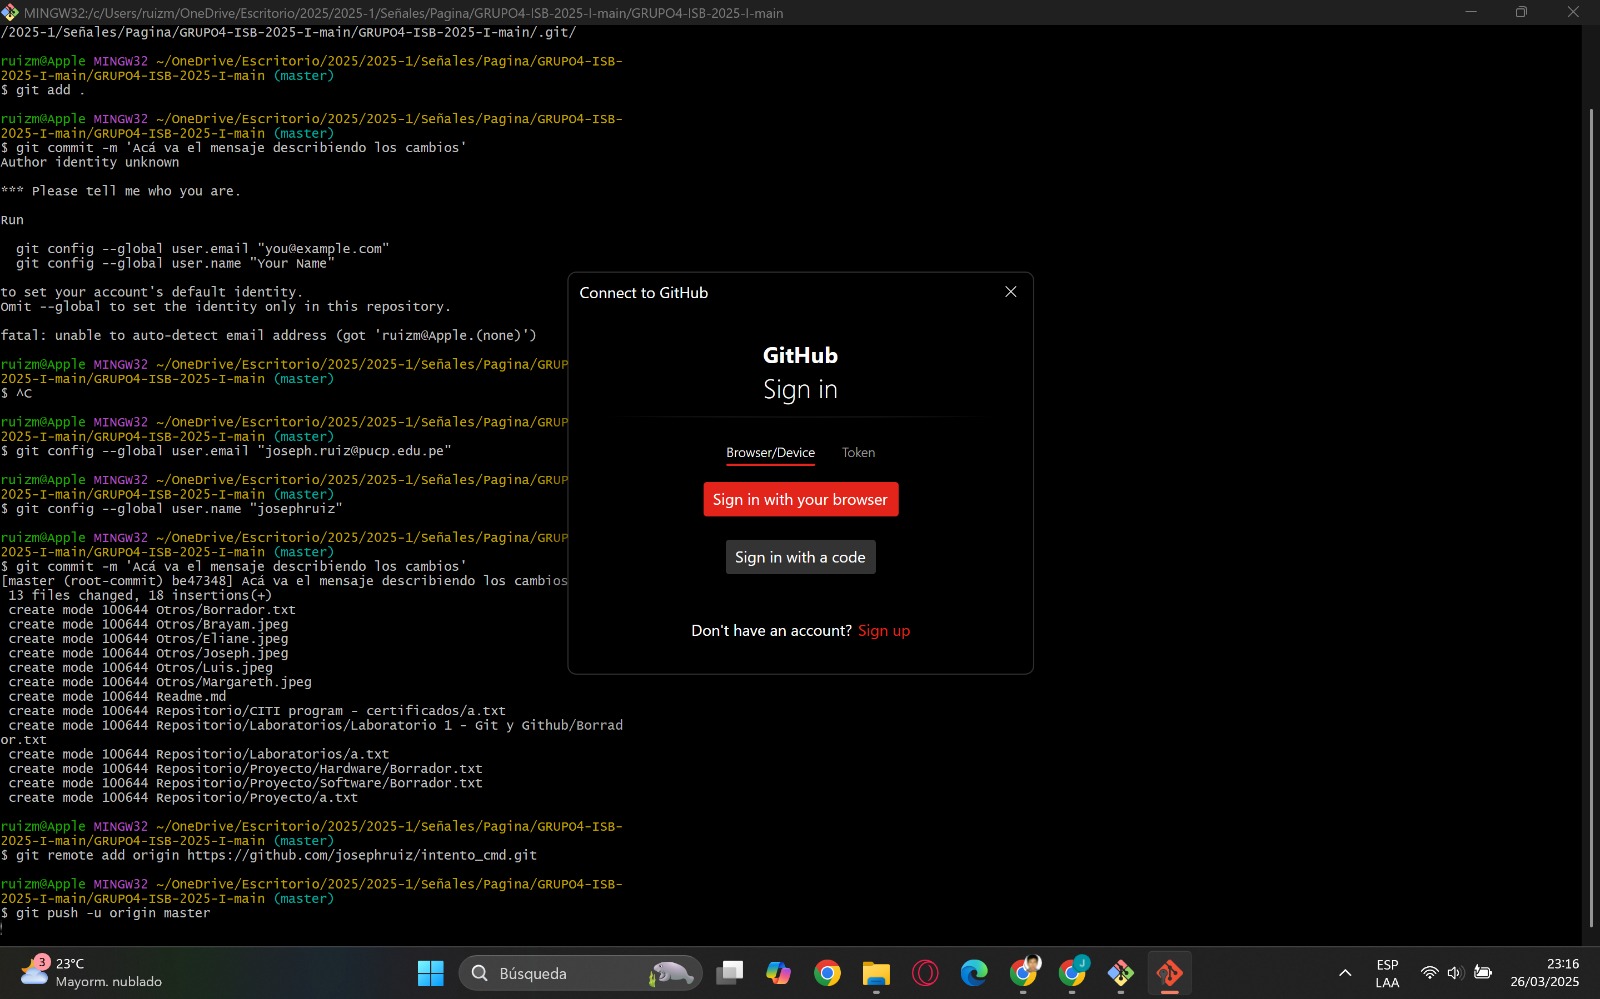 MINGW32:/c/Users/ruizm/OneDrive/Escritorio/2025/2025-1/Señales/Pagina/GRUPO4-ISB-2025-I-main/GRUPO4-ISB-2025-I-main
/2025-1/Señales/Pagina/GRUPO4-ISB-2025-I-main/GRUPO4-ISB-2025-I-main/.git/
ruizm@Apple MINGW32 ~/OneDrive/Escritorio/2025/2025-1/Señales/Pagina/GRUPO4-ISB-
2025-I-main/GRUPO4-ISB-2025-I-main (master)
$ git add .
ruizm@Apple MINGW32 ~/OneDrive/Escritorio/2025/2025-1/Señales/Pagina/GRUPO4-ISB-
2025-I-main/GRUPO4-ISB-2025-I-main (master)
$ git commit -m 'Acá va el mensaje describiendo los cambios'
Author identity unknown
*** Please tell me who you are.
Run
git config --global user.email "you@example.com"
git config --global user.name "Your Name"
to set your account's default identity.
Omit --global to set the identity only in this repository.
fatal: unable to auto-detect email address (got 'ruizm@Apple.(none)')
ruizm@Apple MINGW32 ~/OneDrive/Escritorio/2025/2025-1/Señales/Pagina/GRUP
2025-I-main/GRUPO4-ISB-2025-I-main (master)
$ ^C
ruizm@Apple MINGW32 ~/OneDrive/Escritorio/2025/2025-1/Señales/Pagina/GRUP
2025-I-main/GRUPO4-ISB-2025-I-main (master)
$ git config --global user.email "joseph.ruiz@pucp.edu.pe"
ruizm@Apple MINGW32 ~/OneDrive/Escritorio/2025/2025-1/Señales/Pagina/GRUP
2025-I-main/GRUPO4-ISB-2025-I-main (master)
$ git config --global user.name "josephruiz"
ruizm@Apple MINGW32 ~/OneDrive/Escritorio/2025/2025-1/Señales/Pagina/GRUP
2025-I-main/GRUPO4-ISB-2025-I-main (master)
$ git commit -m 'Acá va el mensaje describiendo los cambios'
[master (root-commit) be47348] Acá va el mensaje describiendo los cambios
13 files changed, 18 insertions(+)
create mode 100644 Otros/Borrador.txt
create mode 100644 Otros/Brayam.jpeg
create mode 100644 Otros/Eliane.jpeg
create mode 100644 Otros/Joseph.jpeg
create mode 100644 Otros/Luis.jpeg
create mode 100644 Otros/Margareth.jpeg
create mode 100644 Readme.md
create mode 100644 Repositorio/CITI program - certificados/a.txt
create mode 100644 Repositorio/Laboratorios/Laboratorio 1 - Git y Github/Borrad
or.txt
create mode 100644 Repositorio/Laboratorios/a.txt
create mode 100644 Repositorio/Proyecto/Hardware/Borrador.txt
create mode 100644 Repositorio/Proyecto/Software/Borrador.txt
create mode 100644 Repositorio/Proyecto/a.txt
ruizm@Apple MINGW32 ~/OneDrive/Escritorio/2025/2025-1/Señales/Pagina/GRUPO4-ISB-
2025-I-main/GRUPO4-ISB-2025-I-main (master)
$ git remote add origin https://github.com/josephruiz/intento_cmd.git
ruizm@Apple MINGW32 ~/OneDrive/Escritorio/2025/2025-1/Señales/Pagina/GRUPO4-ISB-
2025-I-main/GRUPO4-ISB-2025-I-main (master)
$ git push -u origin master
Connect to GitHub
GitHub
Sign in
Browser/Device Token
Sign in with your browser
Sign in with a code
Don't have an account? Sign up
3
23°C
Mayorm. nublado
Búsqueda
J
ESP
LAA
23:16
26/03/2025